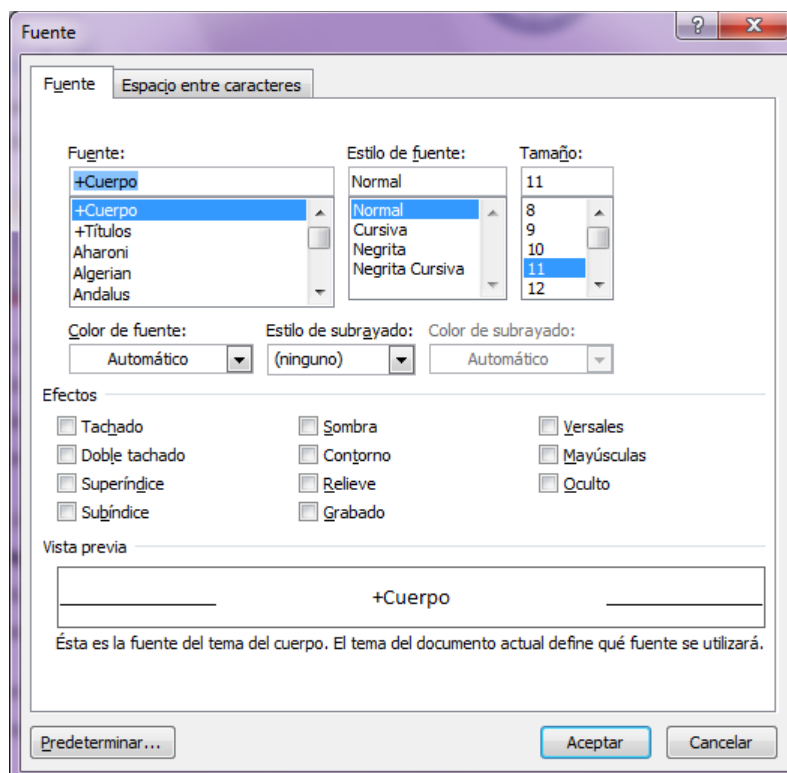 Fuente
Fuente Espacio entre caracteres
Fuente: Estilo de fuente: Tamaño:
+Cuerpo Normal 11
+Cuerpo Normal 8
+Títulos Cursiva 9
Aharoni Negrita 10
Algerian Negrita Cursiva 11
Andalus 12
Color de fuente: Estilo de subrayado: Color de subrayado:
Automático (ninguno) Automático
Efectos
Tachado Sombra Versales
Doble tachado Contorno Mayúsculas
Superíndice Relieve Oculto
Subíndice Grabado
Vista previa
+Cuerpo
Ésta es la fuente del tema del cuerpo. El tema del documento actual define qué fuente se utilizará.
Predeterminar... Aceptar Cancelar